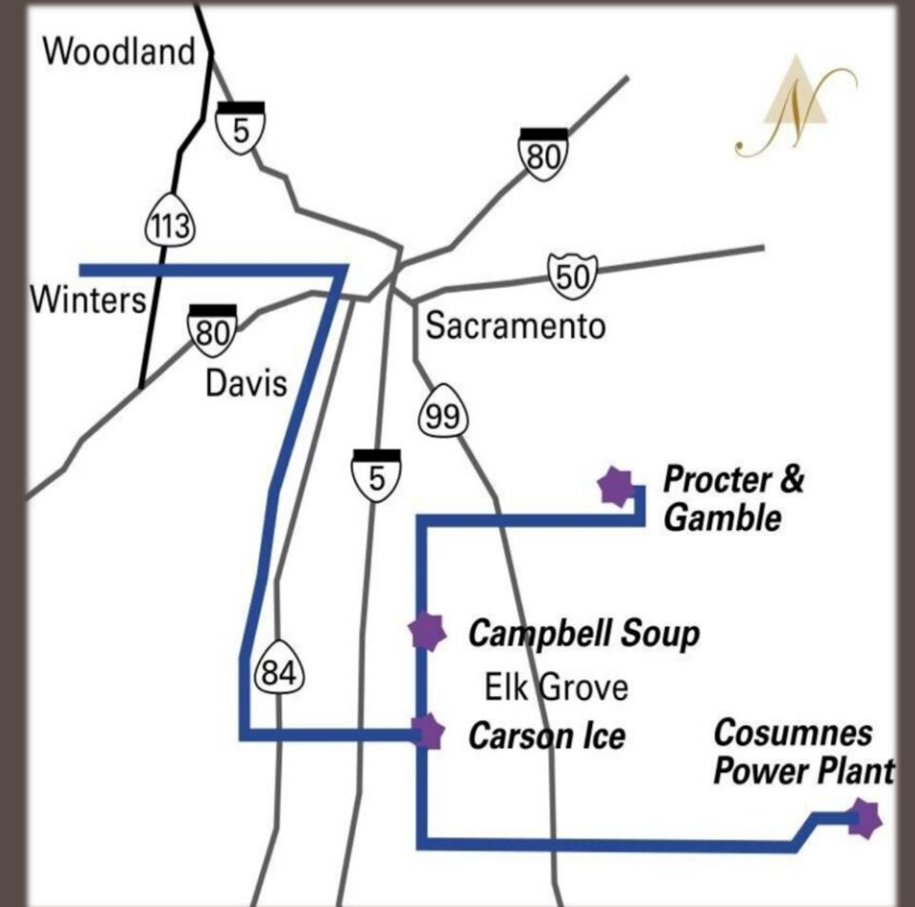 Woodland
5
80
N
113
50
Winters
80
Sacramento
Davis
99
5
Procter &
Gamble
Campbell Soup
84
Elk Grove
Carson Ice
Cosumnes
Power Plant